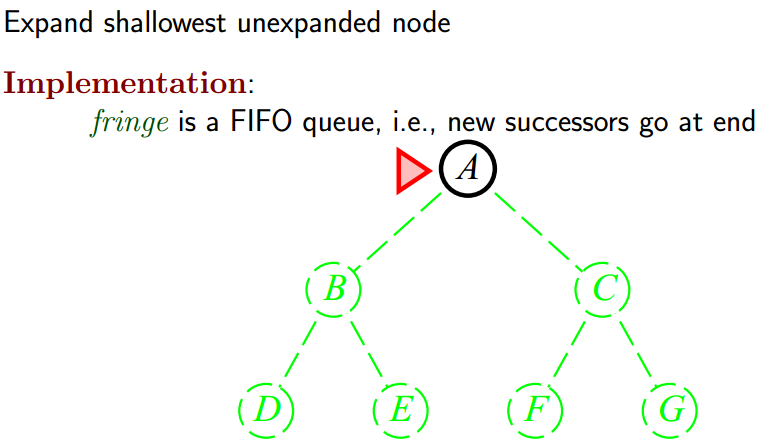 Expand shallowest unexpanded node
Implementation:
fringe is a FIFO queue, i.e., new successors go at end
A
B C
D E F G